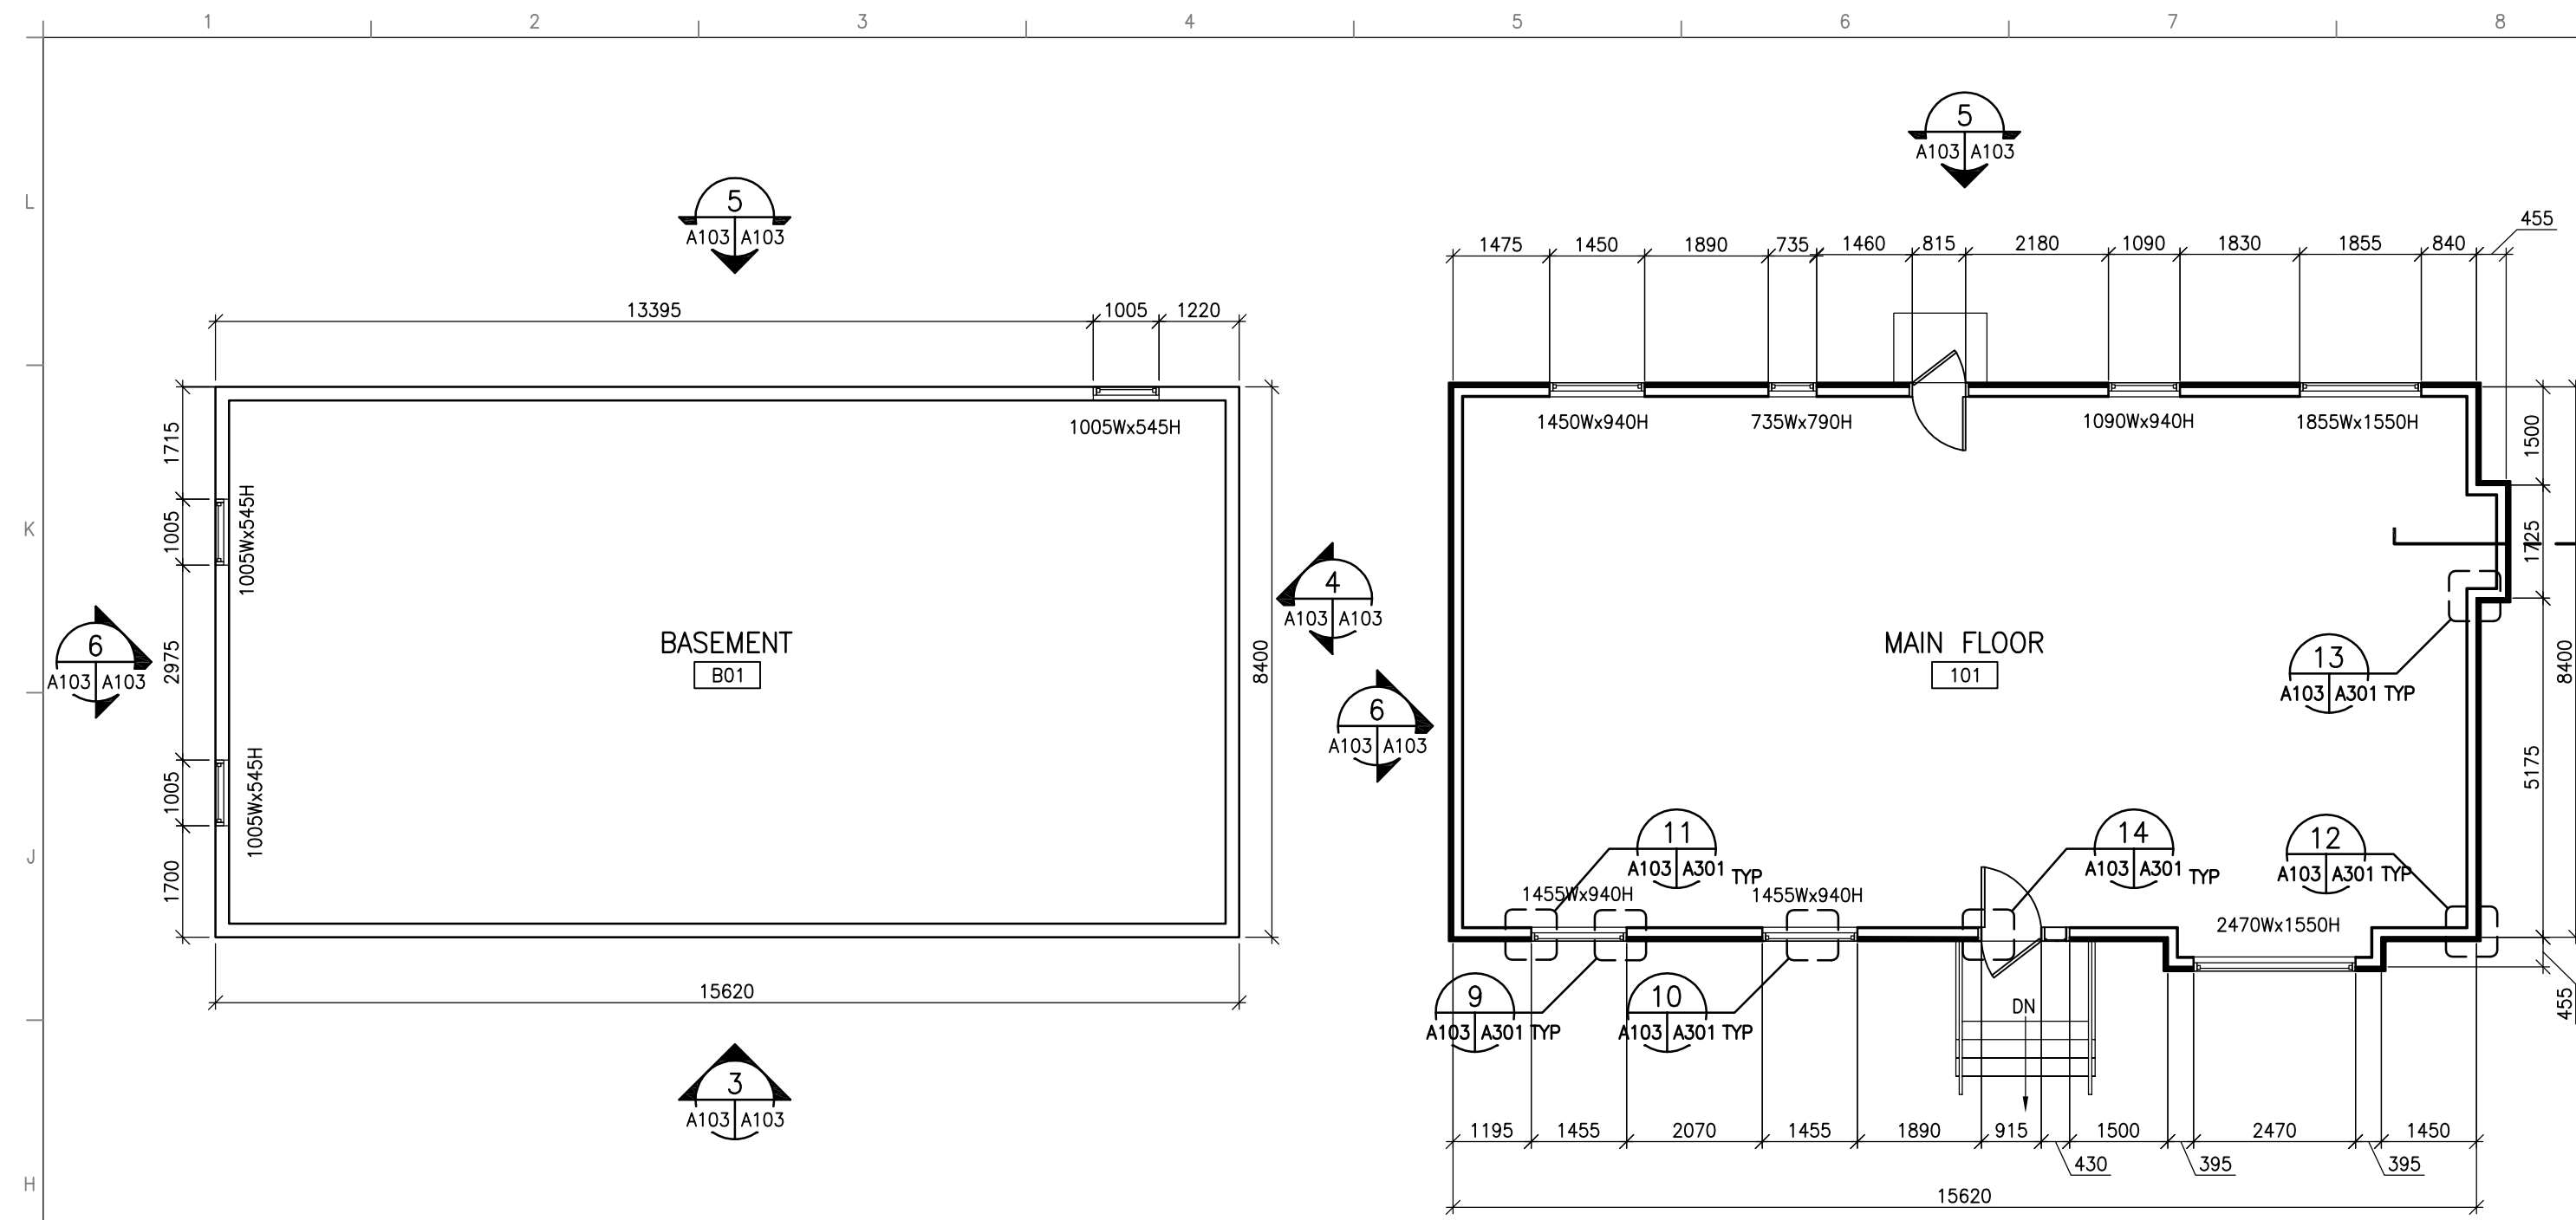 1 2 3 4 5 6 7 8
L
K
J
H
5
A103 A103
13395 1005 1220
1005Wx545H
1715
1005
2975
1005
1700
1005Wx545H
1005Wx545H
6
A103 A103
BASEMENT
B01
8400
4
A103 A103
15620
3
A103 A103
5
A103 A103
455
1475 1450 1890 735 1460 815 2180 1090 1830 1855 840
1450Wx940H 735Wx790H 1090Wx940H 1855Wx1550H
1500
1725
5175
8400
455
6
A103 A103
MAIN FLOOR
101
13
A103 A301 TYP
11
A103 A301 TYP
14
A103 A301 TYP
12
A103 A301 TYP
1455Wx940H 1455Wx940H
2470Wx1550H
9
A103 A301 TYP
10
A103 A301 TYP
DN
1195 1455 2070 1455 1890 915 1500 2470 1450
430 395 395
15620